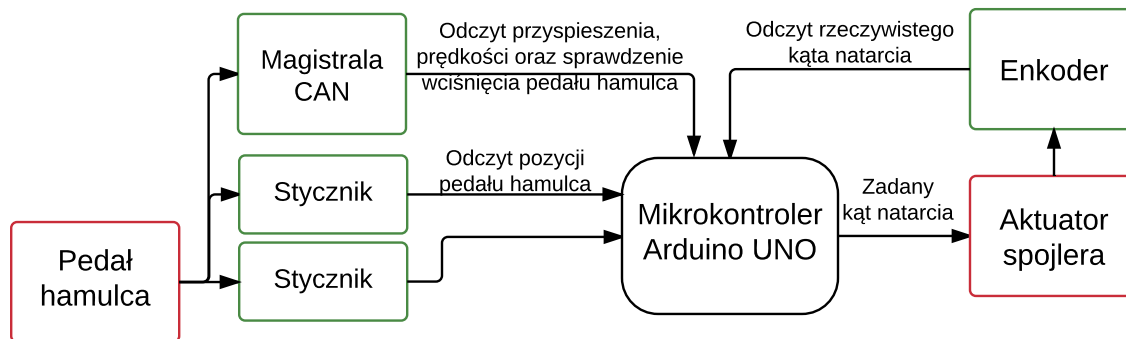 Magistrala
CAN
Odczyt przyspieszenia,
prędkości oraz sprawdzenie
wciśnięcia pedału hamulca
Odczyt rzeczywistego
kąta natarcia
Enkoder
Stycznik
Odczyt pozycji
pedału hamulca
Stycznik
Pedał
hamulca
Mikrokontroler
Arduino UNO
Zadany
kąt natarcia
Aktuator
spojlera